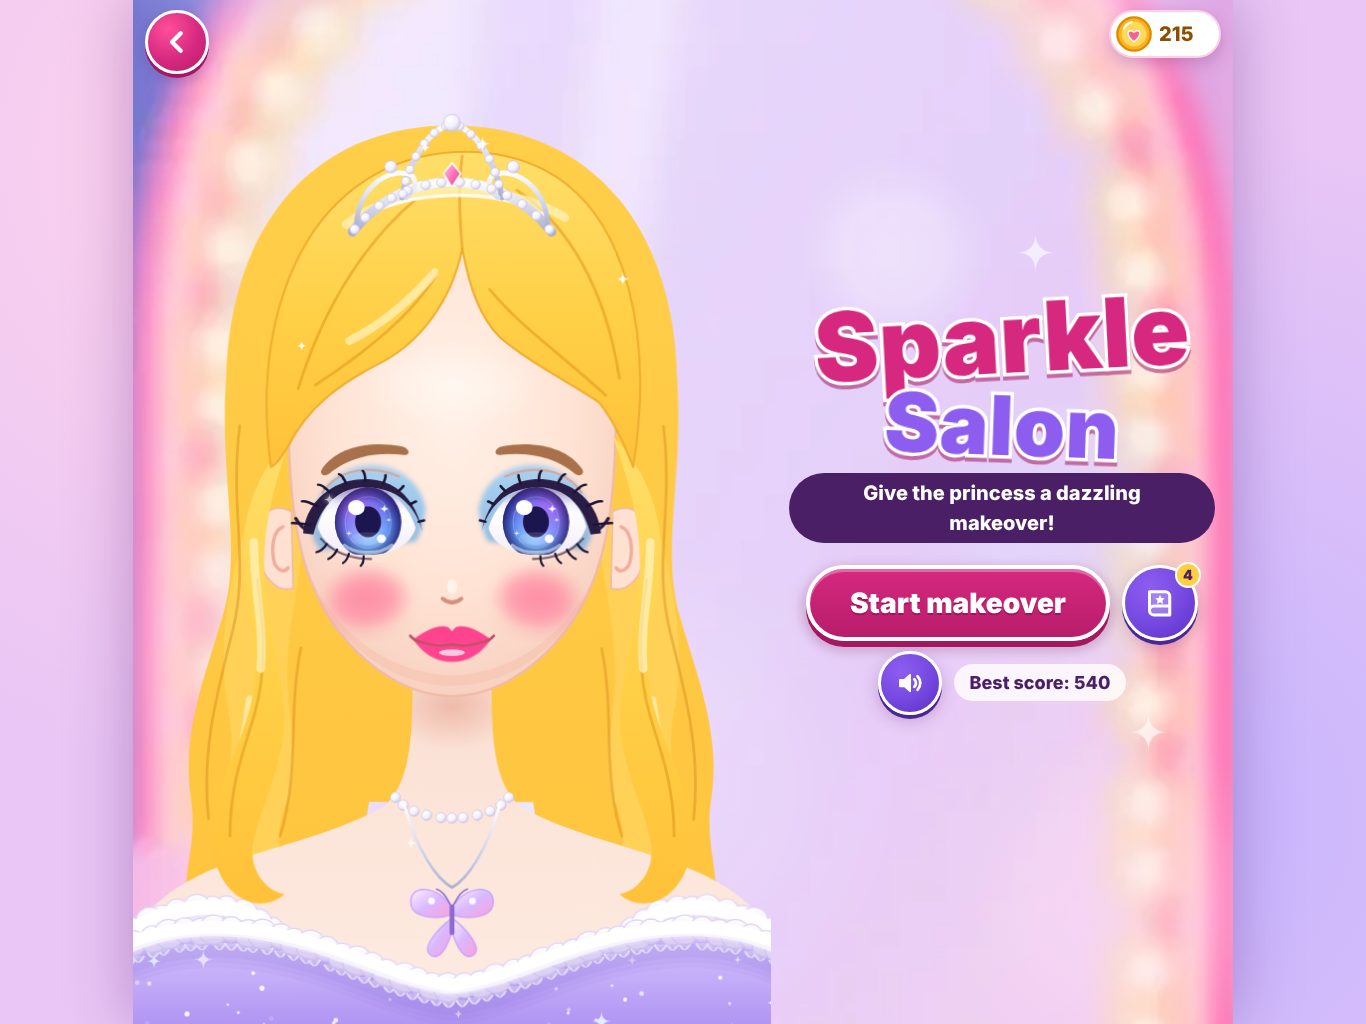 215
Sparkle
Salon
Give the princess a dazzling
makeover!
Start makeover
4
Best score: 540